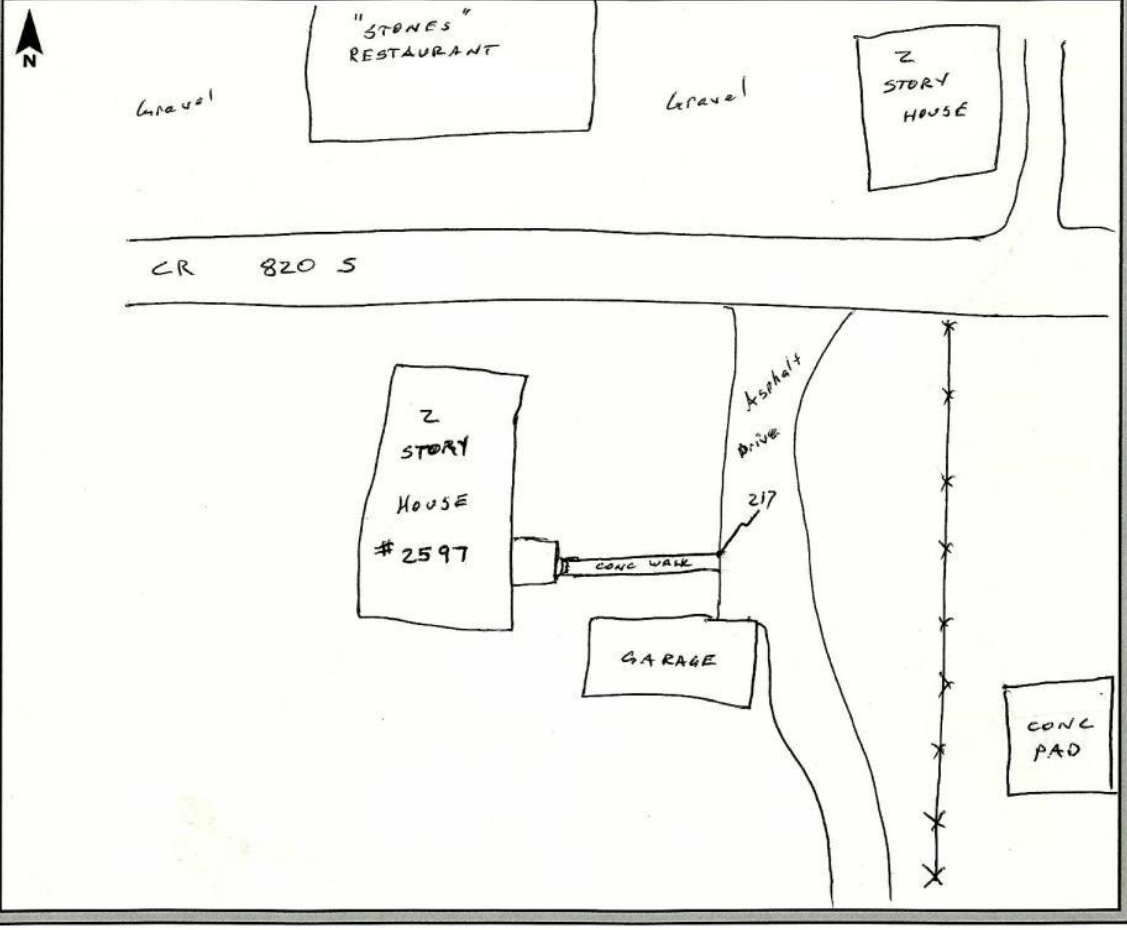 N
"STONES"
RESTAURANT
Gravel
Gravel
2
STORY
HOUSE
CR 820 S
Asphalt
Drive
2
STORY
HOUSE
#2597
217
CONC WALK
GARAGE
CONC
PAD